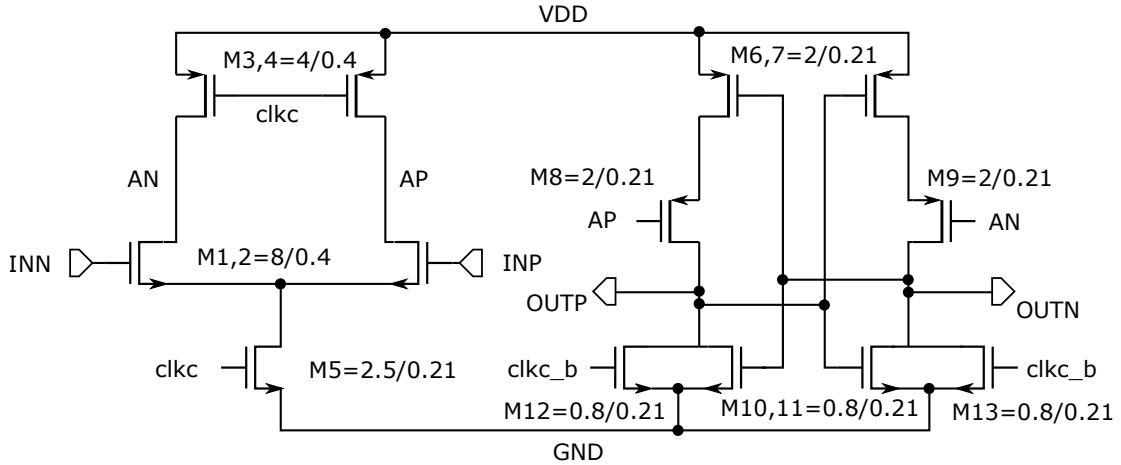 VDD
M3,4=4/0.4
M6,7=2/0.21
clkc
AN
AP
M8=2/0.21
M9=2/0.21
AP
AN
INN
M1,2=8/0.4
INP
OUTP
OUTN
clkc
M5=2.5/0.21
clkc_b
clkc_b
M12=0.8/0.21
M10,11=0.8/0.21
M13=0.8/0.21
GND